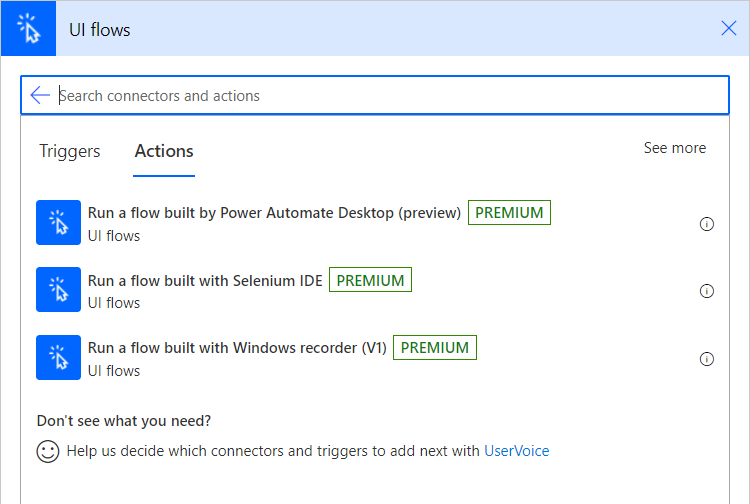 UI flows
Search connectors and actions
Triggers Actions See more
Run a flow built by Power Automate Desktop (preview) PREMIUM
UI flows
Run a flow built with Selenium IDE PREMIUM
UI flows
Run a flow built with Windows recorder (V1) PREMIUM
UI flows
Don't see what you need?
Help us decide which connectors and triggers to add next with UserVoice